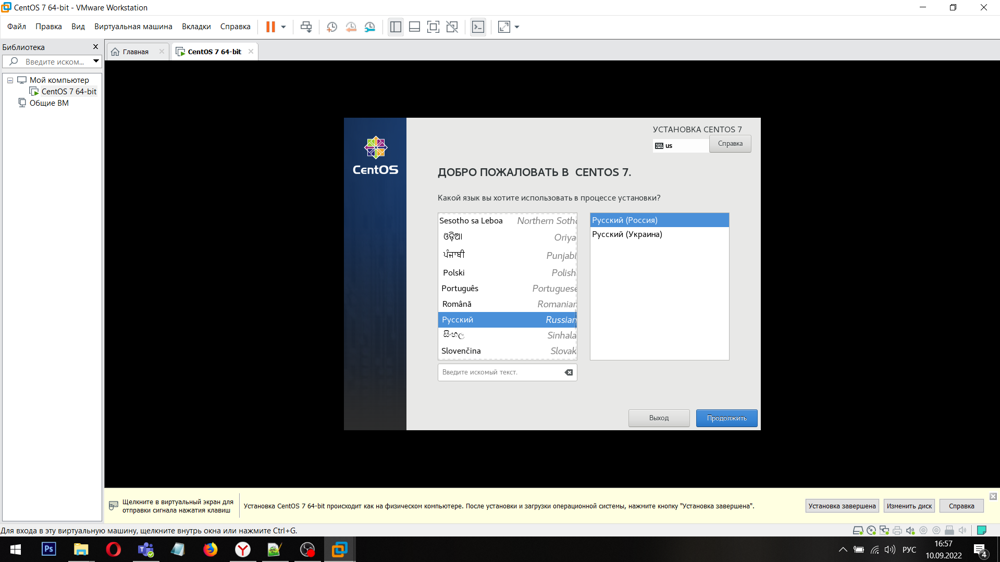 CentOS 7 64-bit - VMware Workstation
Файл Правка Вид Виртуальная машина Вкладки Справка
Библиотека
Введите иском...
Мой компьютер
CentOS 7 64-bit
Общие ВМ
Главная
CentOS 7 64-bit
CentOS
УСТАНОВКА CENTOS 7
us
Справка
ДОБРО ПОЖАЛОВАТЬ В CENTOS 7.
Какой язык вы хотите использовать в процессе установки?
Sesotho sa Leboa Northern Sotho
ଓଡ଼ିଆ Oriya
ਪੰਜਾਬੀ Punjabi
Polski Polish
Português Portuguese
Română Romanian
Русский Russian
සිංහල Sinhala
Slovenčina Slovak
Русский (Россия)
Русский (Украина)
Введите искомый текст.
Выход
Продолжить
Щелкните в виртуальный экран для
отправки сигнала нажатия клавиш
Установка CentOS 7 64-bit происходит как на физическом компьютере. После установки и загрузки операционной системы, нажмите кнопку "Установка завершена".
Установка завершена
Изменить диск
Справка
Для входа в эту виртуальную машину, щелкните внутрь окна или нажмите Ctrl+G.
Ps
РУС
16:57
10.09.2022
4